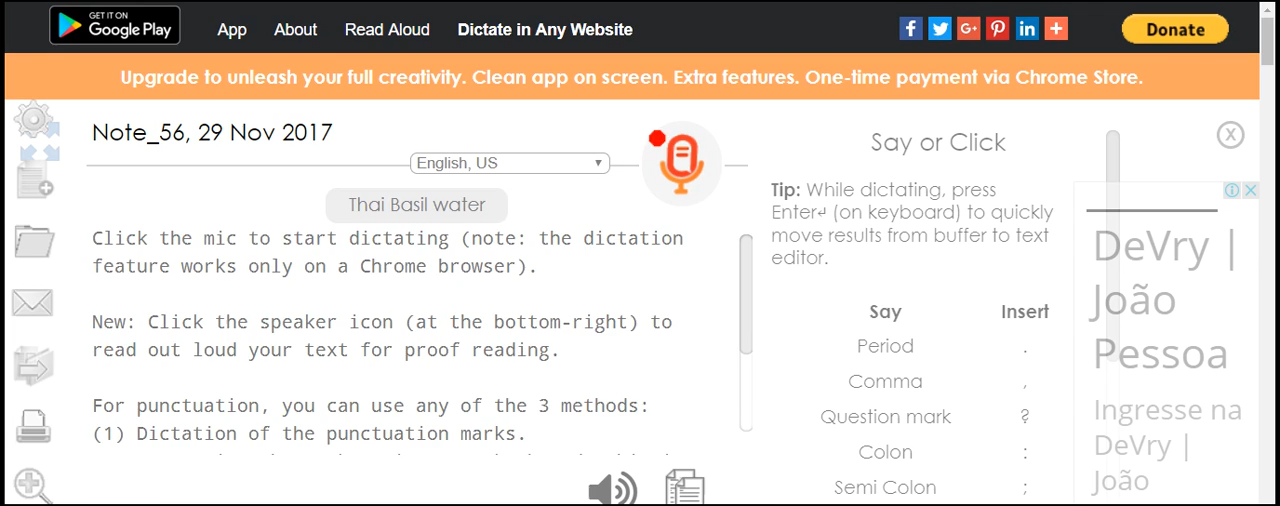 GET IT ON
Google Play
App About Read Aloud Dictate in Any Website
f G+ in +
Donate
Upgrade to unleash your full creativity. Clean app on screen. Extra features. One-time payment via Chrome Store.
Note_56, 29 Nov 2017
English, US
Thai Basil water
Click the mic to start dictating (note: the dictation
feature works only on a Chrome browser).
New: Click the speaker icon (at the bottom-right) to
read out loud your text for proof reading.
For punctuation, you can use any of the 3 methods:
(1) Dictation of the punctuation marks.
Say or Click
X
Tip: While dictating, press
Enter↵ (on keyboard) to quickly
move results from buffer to text
editor.
Say Insert
Period .
Comma ,
Question mark ?
Colon :
Semi Colon ;
DeVry |
João
Pessoa
Ingresse na
DeVry |
João